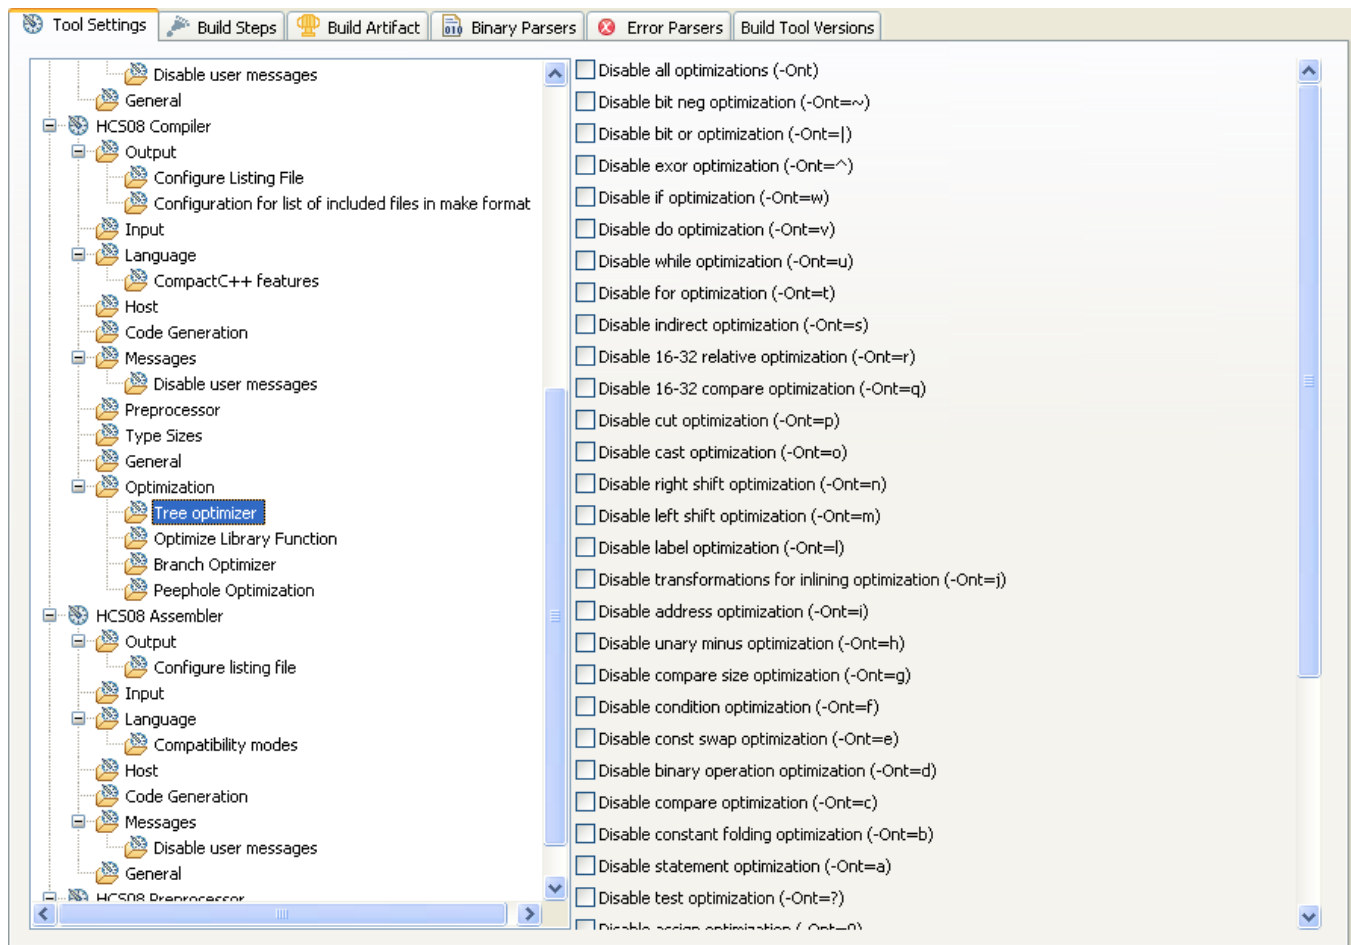 Tool Settings
Build Steps
Build Artifact
Binary Parsers
Error Parsers
Build Tool Versions
Disable user messages
General
HCS08 Compiler
Output
Configure Listing File
Configuration for list of included files in make format
Input
Language
CompactC++ features
Host
Code Generation
Messages
Disable user messages
Preprocessor
Type Sizes
General
Optimization
Tree optimizer
Optimize Library Function
Branch Optimizer
Peephole Optimization
HCS08 Assembler
Output
Configure listing file
Input
Language
Compatibility modes
Host
Code Generation
Messages
Disable user messages
General
HCS08 Preprocessor
Disable all optimizations (-Ont)
Disable bit neg optimization (-Ont=~)
Disable bit or optimization (-Ont=|)
Disable exor optimization (-Ont=^)
Disable if optimization (-Ont=w)
Disable do optimization (-Ont=v)
Disable while optimization (-Ont=u)
Disable for optimization (-Ont=t)
Disable indirect optimization (-Ont=s)
Disable 16-32 relative optimization (-Ont=r)
Disable 16-32 compare optimization (-Ont=q)
Disable cut optimization (-Ont=p)
Disable cast optimization (-Ont=o)
Disable right shift optimization (-Ont=n)
Disable left shift optimization (-Ont=m)
Disable label optimization (-Ont=l)
Disable transformations for inlining optimization (-Ont=j)
Disable address optimization (-Ont=i)
Disable unary minus optimization (-Ont=h)
Disable compare size optimization (-Ont=g)
Disable condition optimization (-Ont=f)
Disable const swap optimization (-Ont=e)
Disable binary operation optimization (-Ont=d)
Disable compare optimization (-Ont=c)
Disable constant folding optimization (-Ont=b)
Disable statement optimization (-Ont=a)
Disable test optimization (-Ont=?)
Disable assign optimization